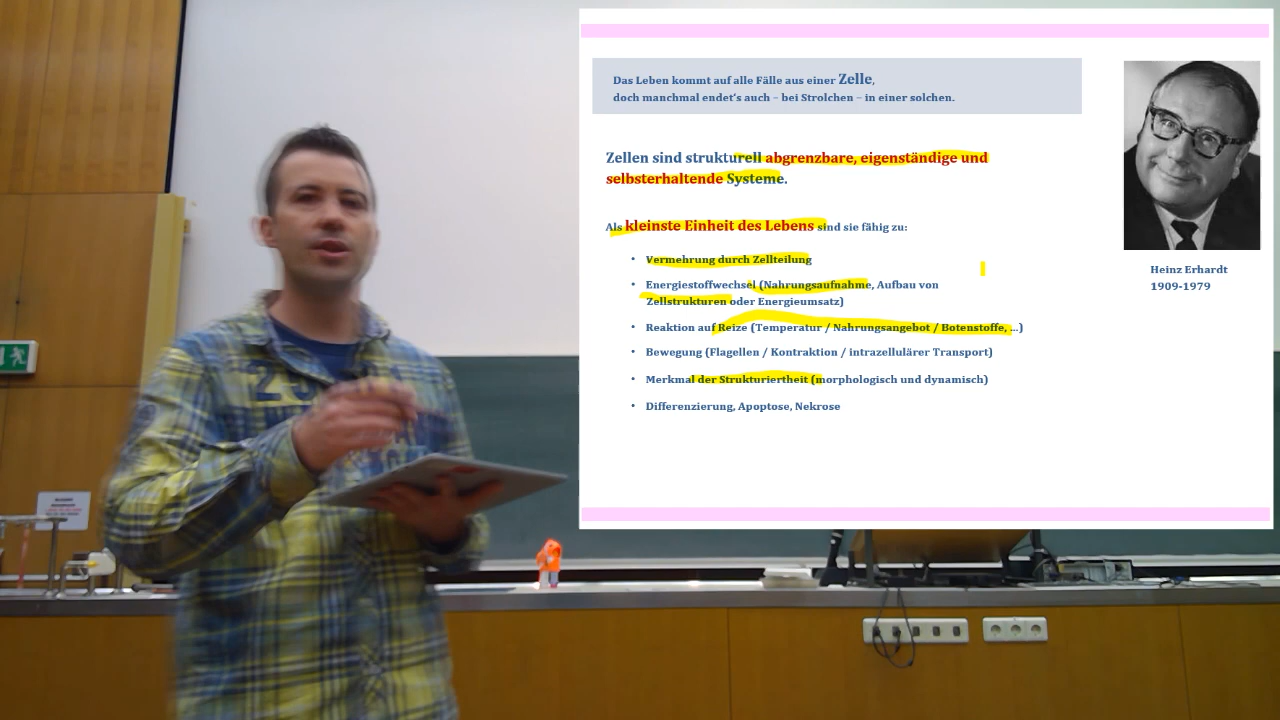 Das Leben kommt auf alle Fälle aus einer Zelle,
doch manchmal endet's auch – bei Strolchen – in einer solchen.
Zellen sind strukturell abgrenzbare, eigenständige und
selbsterhaltende Systeme.
Als kleinste Einheit des Lebens sind sie fähig zu:
• Vermehrung durch Zellteilung
• Energiestoffwechsel (Nahrungsaufnahme, Aufbau von
Zellstrukturen oder Energieumsatz)
• Reaktion auf Reize (Temperatur / Nahrungsangebot / Botenstoffe, ...)
• Bewegung (Flagellen / Kontraktion / intrazellulärer Transport)
• Merkmal der Strukturiertheit (morphologisch und dynamisch)
• Differenzierung, Apoptose, Nekrose
Heinz Erhardt
1909-1979